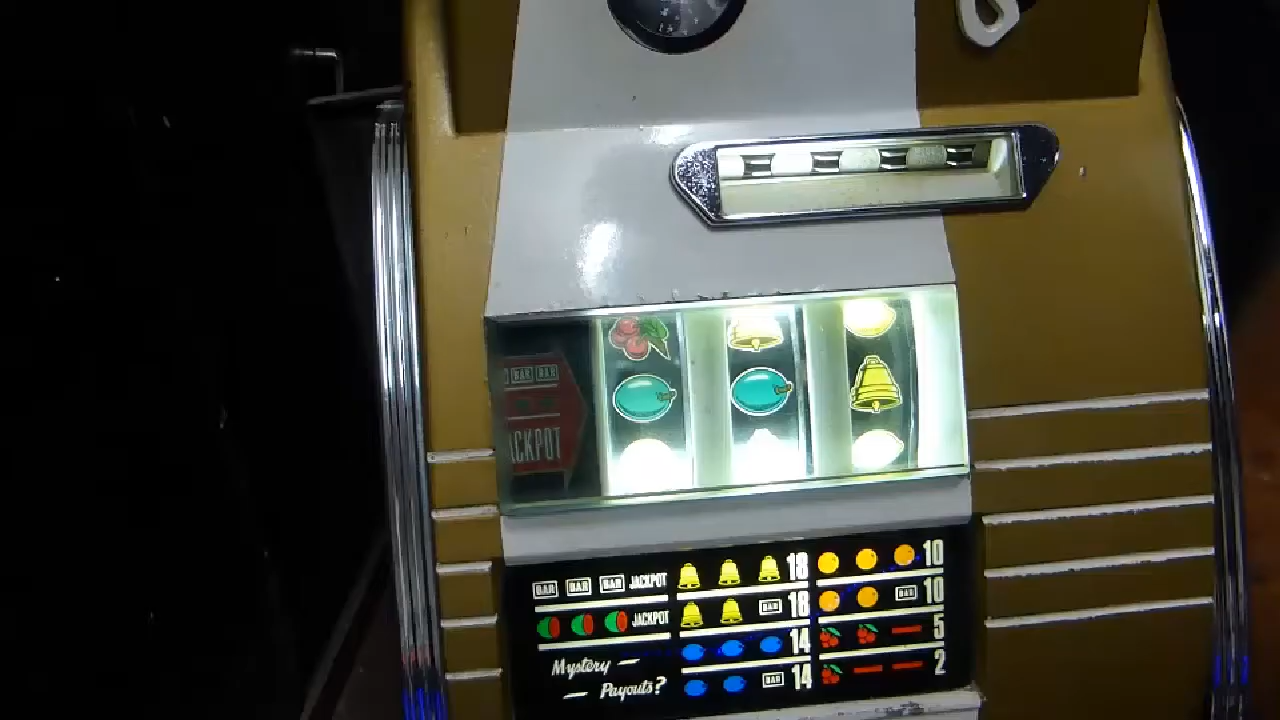 BAR BAR
JACKPOT
BAR BAR BAR JACKPOT
JACKPOT
Mystery
Payouts?
18
18 BAR
14
BAR 14
10
BAR 10
5
2